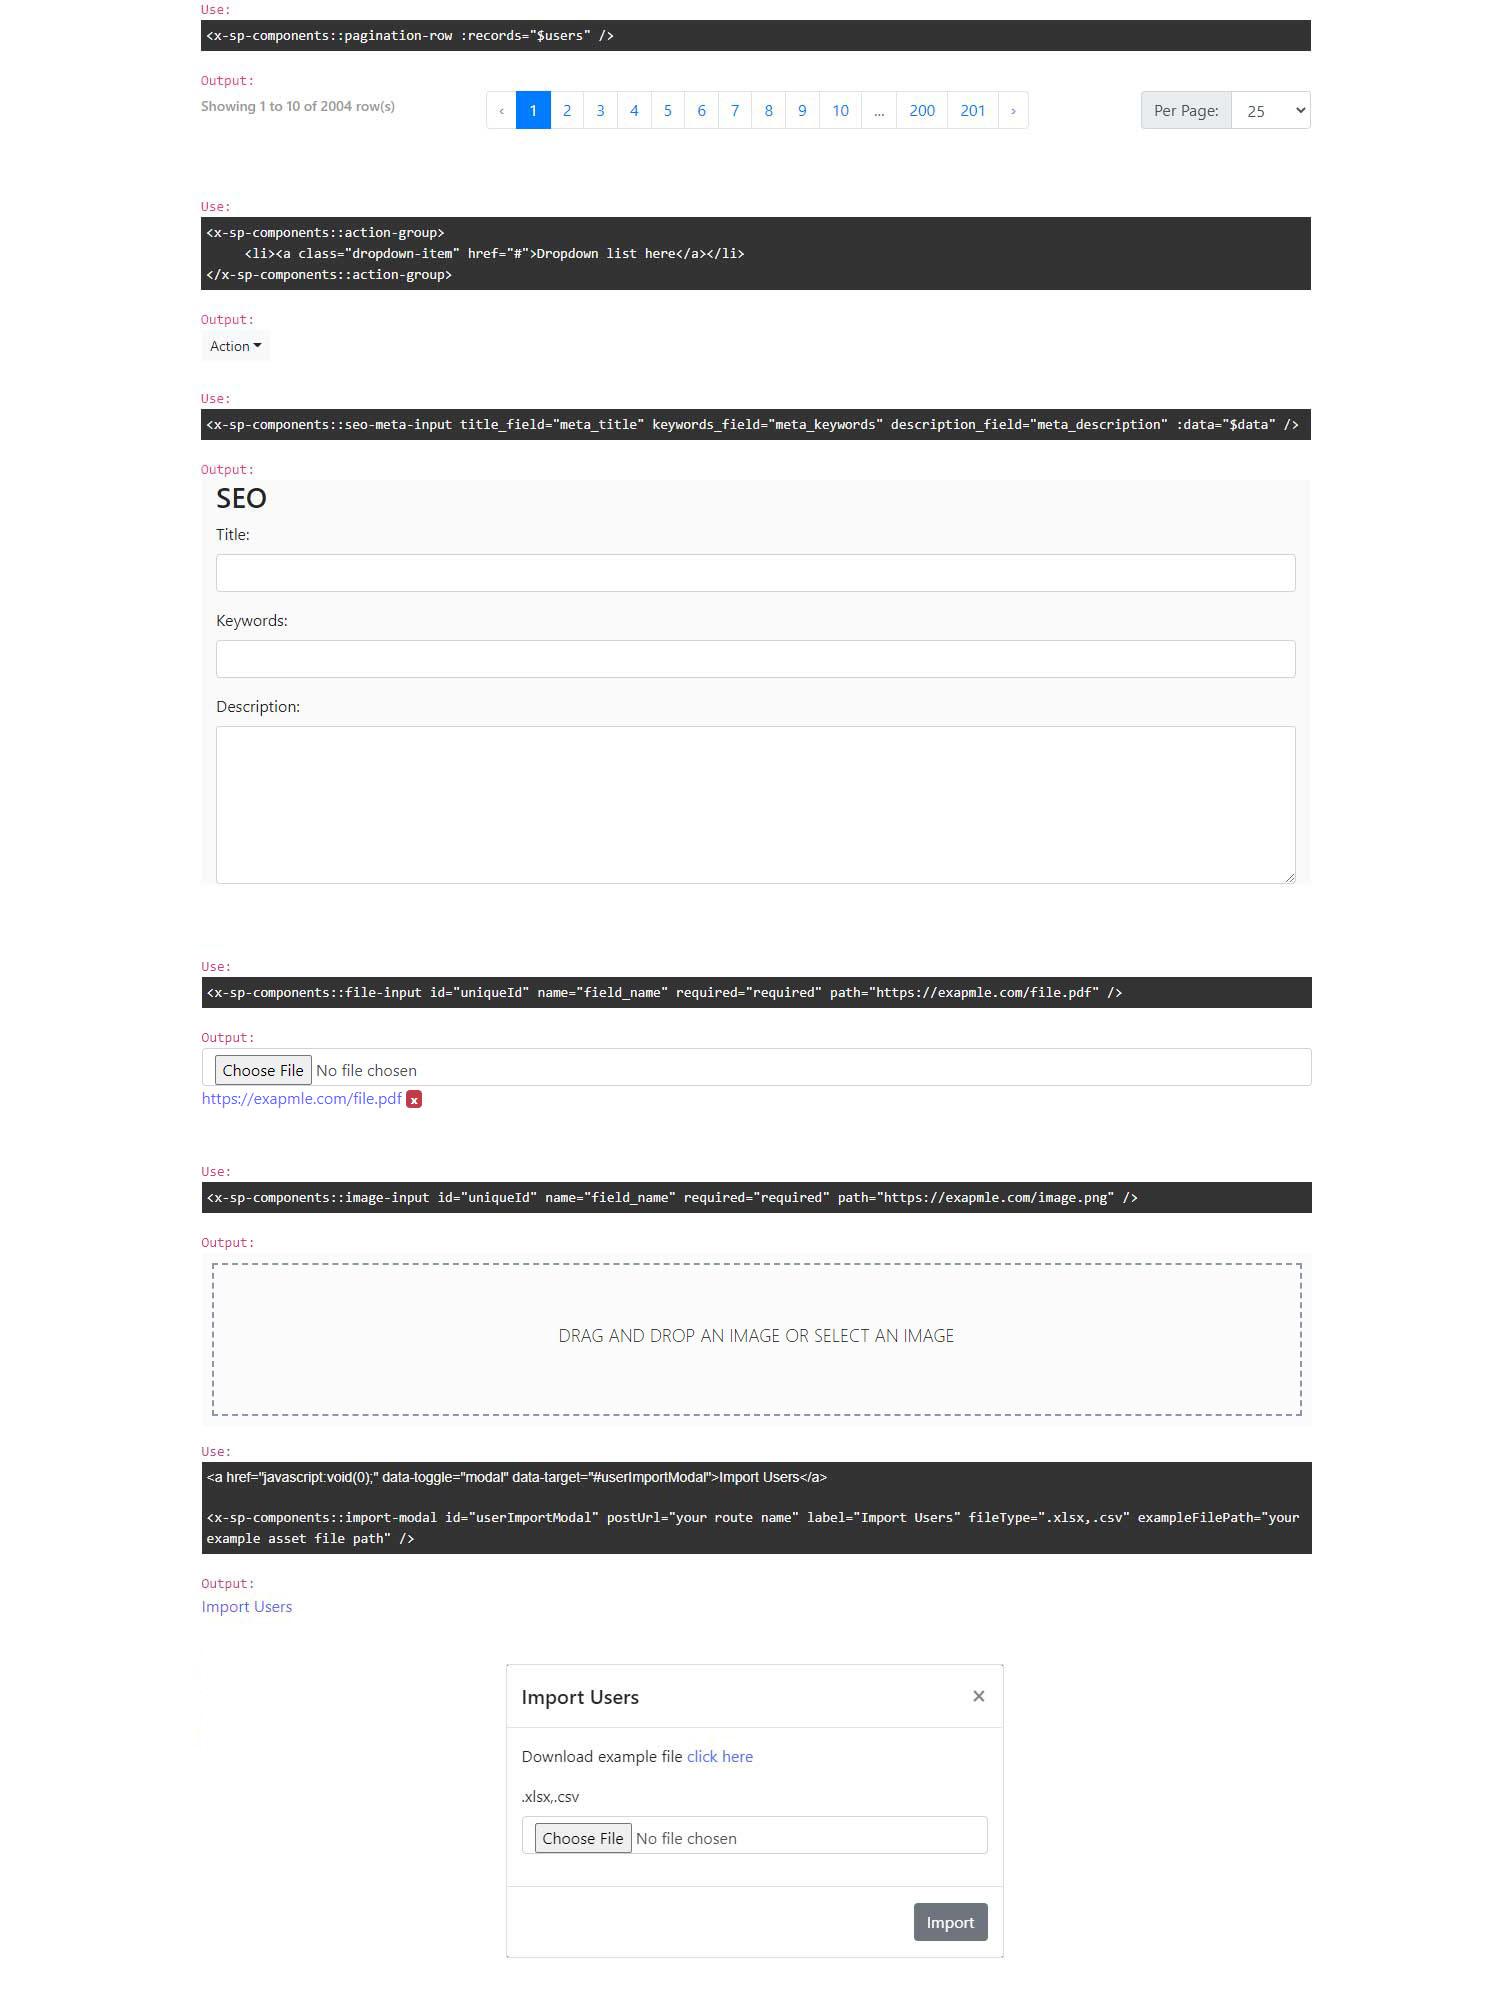 Use:
<x-sp-components::pagination-row :records="$users" />
Output:
Showing 1 to 10 of 2004 row(s) ‹ 1 2 3 4 5 6 7 8 9 10 ... 200 201 › Per Page: 25
Use:
<x-sp-components::action-group>
<li><a class="dropdown-item" href="#">Dropdown list here</a></li>
</x-sp-components::action-group>
Output:
Action
Use:
<x-sp-components::seo-meta-input title_field="meta_title" keywords_field="meta_keywords" description_field="meta_description" :data="$data" />
Output:
SEO
Title:
Keywords:
Description:
Use:
<x-sp-components::file-input id="uniqueId" name="field_name" required="required" path="https://exapmle.com/file.pdf" />
Output:
Choose File No file chosen
https://exapmle.com/file.pdf x
Use:
<x-sp-components::image-input id="uniqueId" name="field_name" required="required" path="https://exapmle.com/image.png" />
Output:
DRAG AND DROP AN IMAGE OR SELECT AN IMAGE
Use:
<a href="javascript:void(0);" data-toggle="modal" data-target="#userImportModal">Import Users</a>
<x-sp-components::import-modal id="userImportModal" postUrl="your route name" label="Import Users" fileType=".xlsx,.csv" exampleFilePath="your
example asset file path" />
Output:
Import Users
Import Users ×
Download example file click here
.xlsx,.csv
Choose File No file chosen
Import